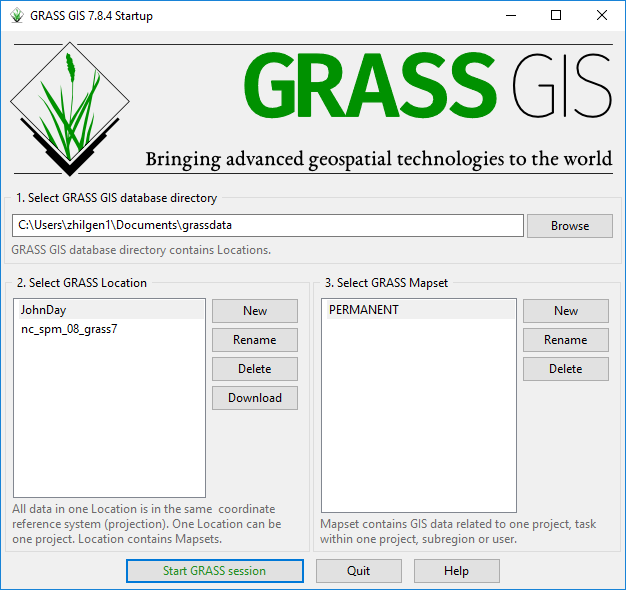 GRASS GIS 7.8.4 Startup
GRASS GIS
Bringing advanced geospatial technologies to the world
1. Select GRASS GIS database directory
C:\Users\zhilgen1\Documents\grassdata
Browse
GRASS GIS database directory contains Locations.
2. Select GRASS Location
JohnDay
nc_spm_08_grass7
New
Rename
Delete
Download
All data in one Location is in the same  coordinate
reference system (projection). One Location can be
one project. Location contains Mapsets.
3. Select GRASS Mapset
PERMANENT
New
Rename
Delete
Mapset contains GIS data related to one project, task
within one project, subregion or user.
Start GRASS session
Quit
Help